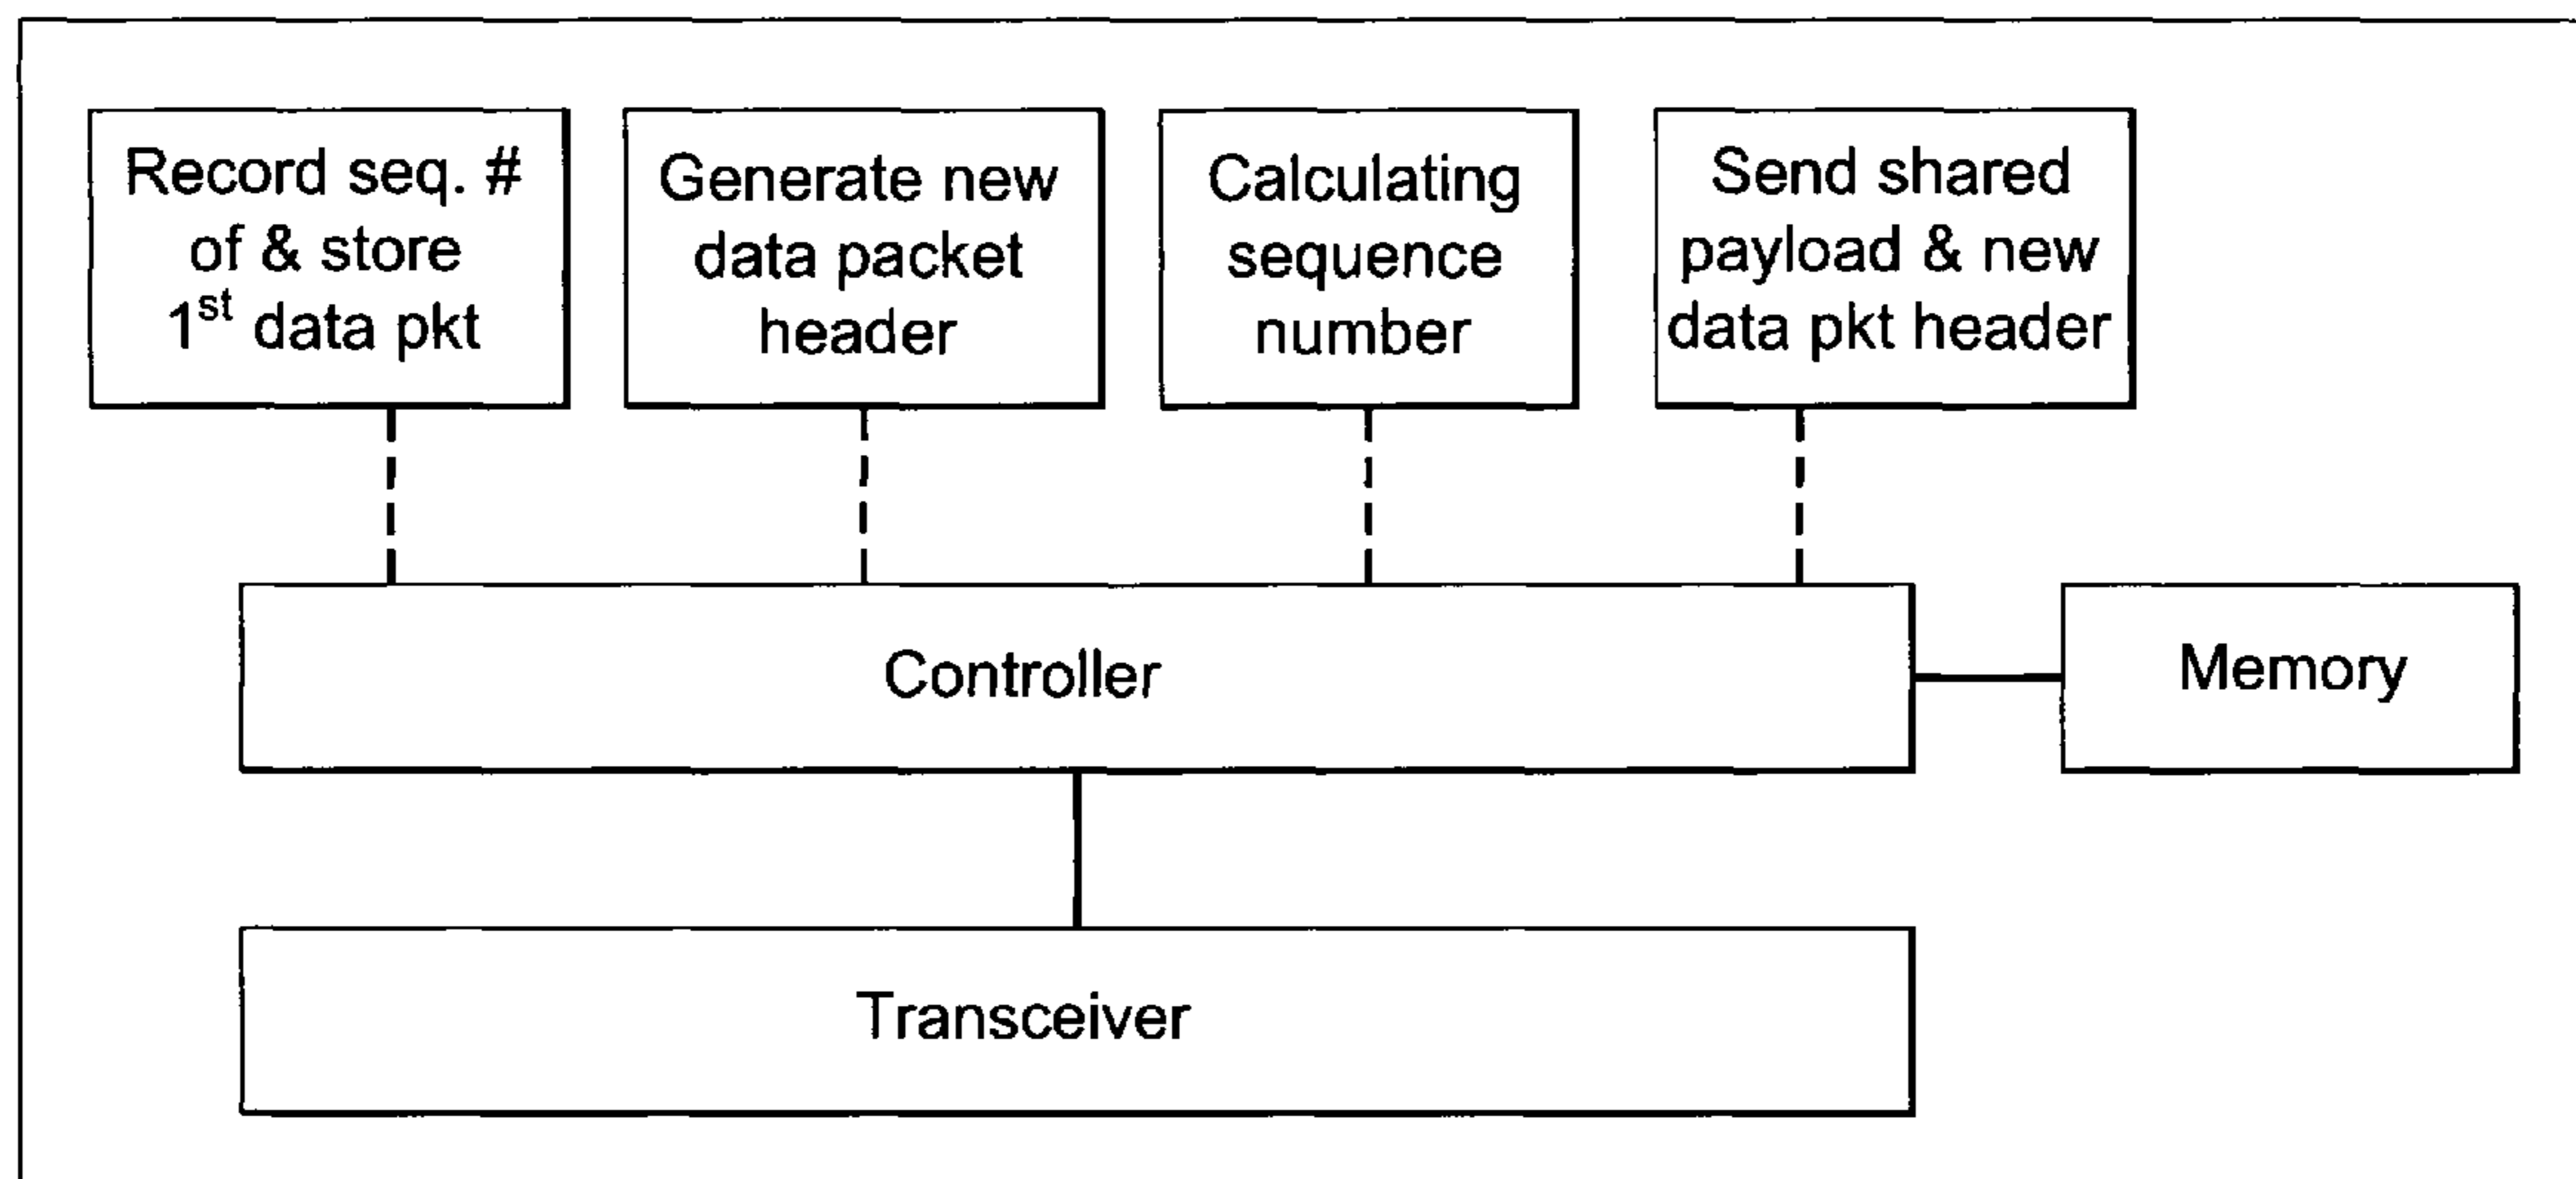 Record seq. #
of & store
1st data pkt
Generate new
data packet
header
Calculating
sequence
number
Send shared
payload & new
data pkt header
Controller
Memory
Transceiver